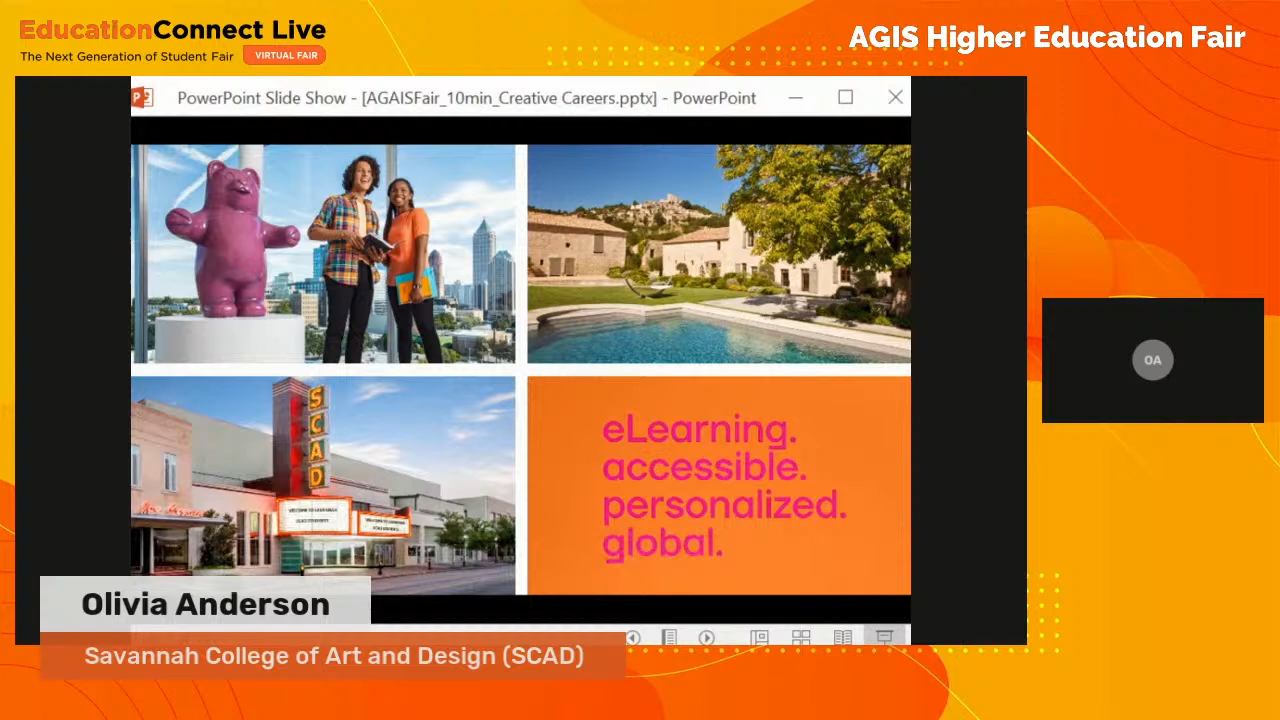 EducationConnect Live
The Next Generation of Student Fair
VIRTUAL FAIR
AGIS Higher Education Fair
PowerPoint Slide Show - [AGAISFair_10min_Creative Careers.pptx] - PowerPoint
SCAD
eLearning.
accessible.
personalized.
global.
OA
Olivia Anderson
Savannah College of Art and Design (SCAD)